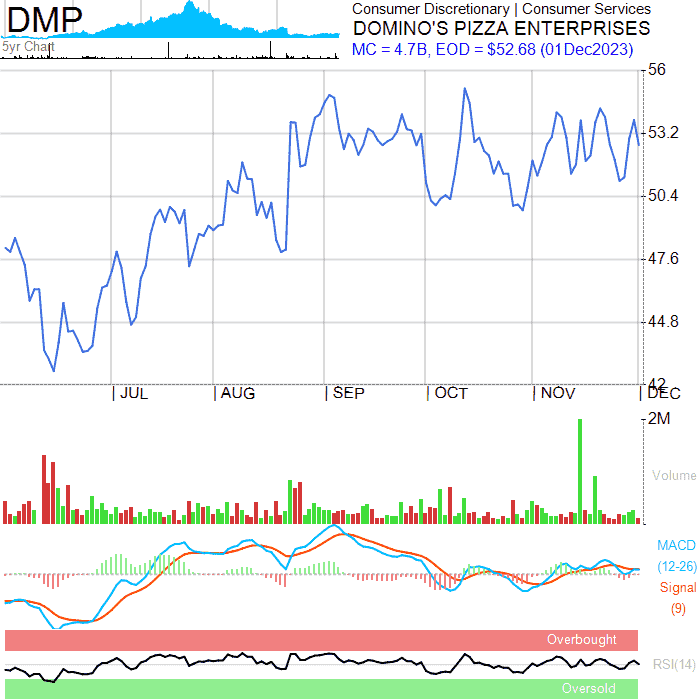 DMP
5yr Chart
Consumer Discretionary | Consumer Services
DOMINO'S PIZZA ENTERPRISES
MC = 4.7B, EOD = $52.68 (01Dec2023)
56
53.2
50.4
47.6
44.8
42
JUL
AUG
SEP
OCT
NOV
DEC
2M
Volume
MACD
(12-26)
Signal
(9)
Overbought
RSI(14)
Oversold